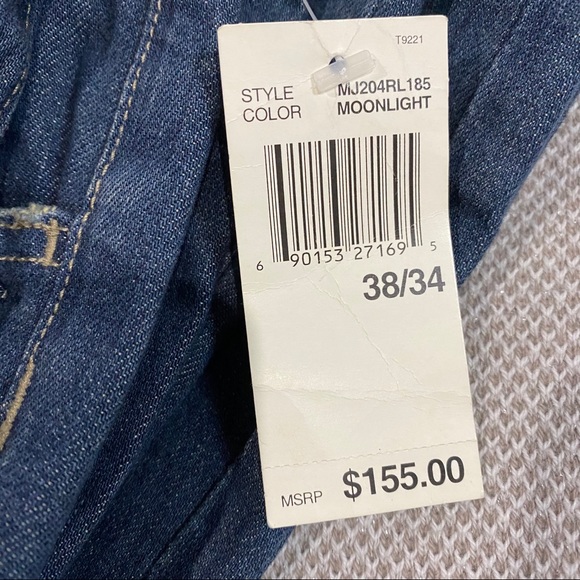 T9221
STYLE MJ204RL185
COLOR MOONLIGHT
6 90153 27169 5
38/34
MSRP $155.00